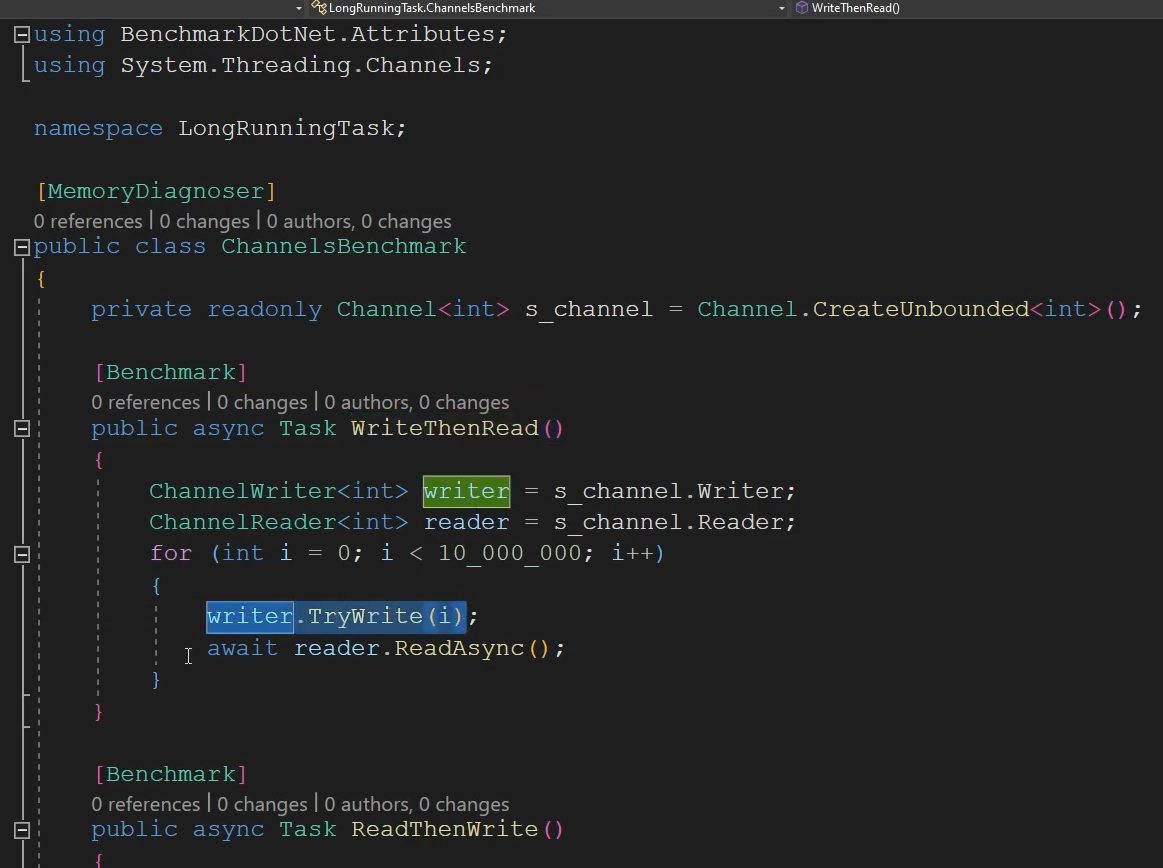 LongRunningTask.ChannelsBenchmark WriteThenRead()
using BenchmarkDotNet.Attributes;
using System.Threading.Channels;
namespace LongRunningTask;
[MemoryDiagnoser]
0 references | 0 changes | 0 authors, 0 changes
public class ChannelsBenchmark
{
private readonly Channel<int> s_channel = Channel.CreateUnbounded<int>();
[Benchmark]
0 references | 0 changes | 0 authors, 0 changes
public async Task WriteThenRead()
{
ChannelWriter<int> writer = s_channel.Writer;
ChannelReader<int> reader = s_channel.Reader;
for (int i = 0; i < 10_000_000; i++)
{
writer.TryWrite(i);
await reader.ReadAsync();
}
}
[Benchmark]
0 references | 0 changes | 0 authors, 0 changes
public async Task ReadThenWrite()
{